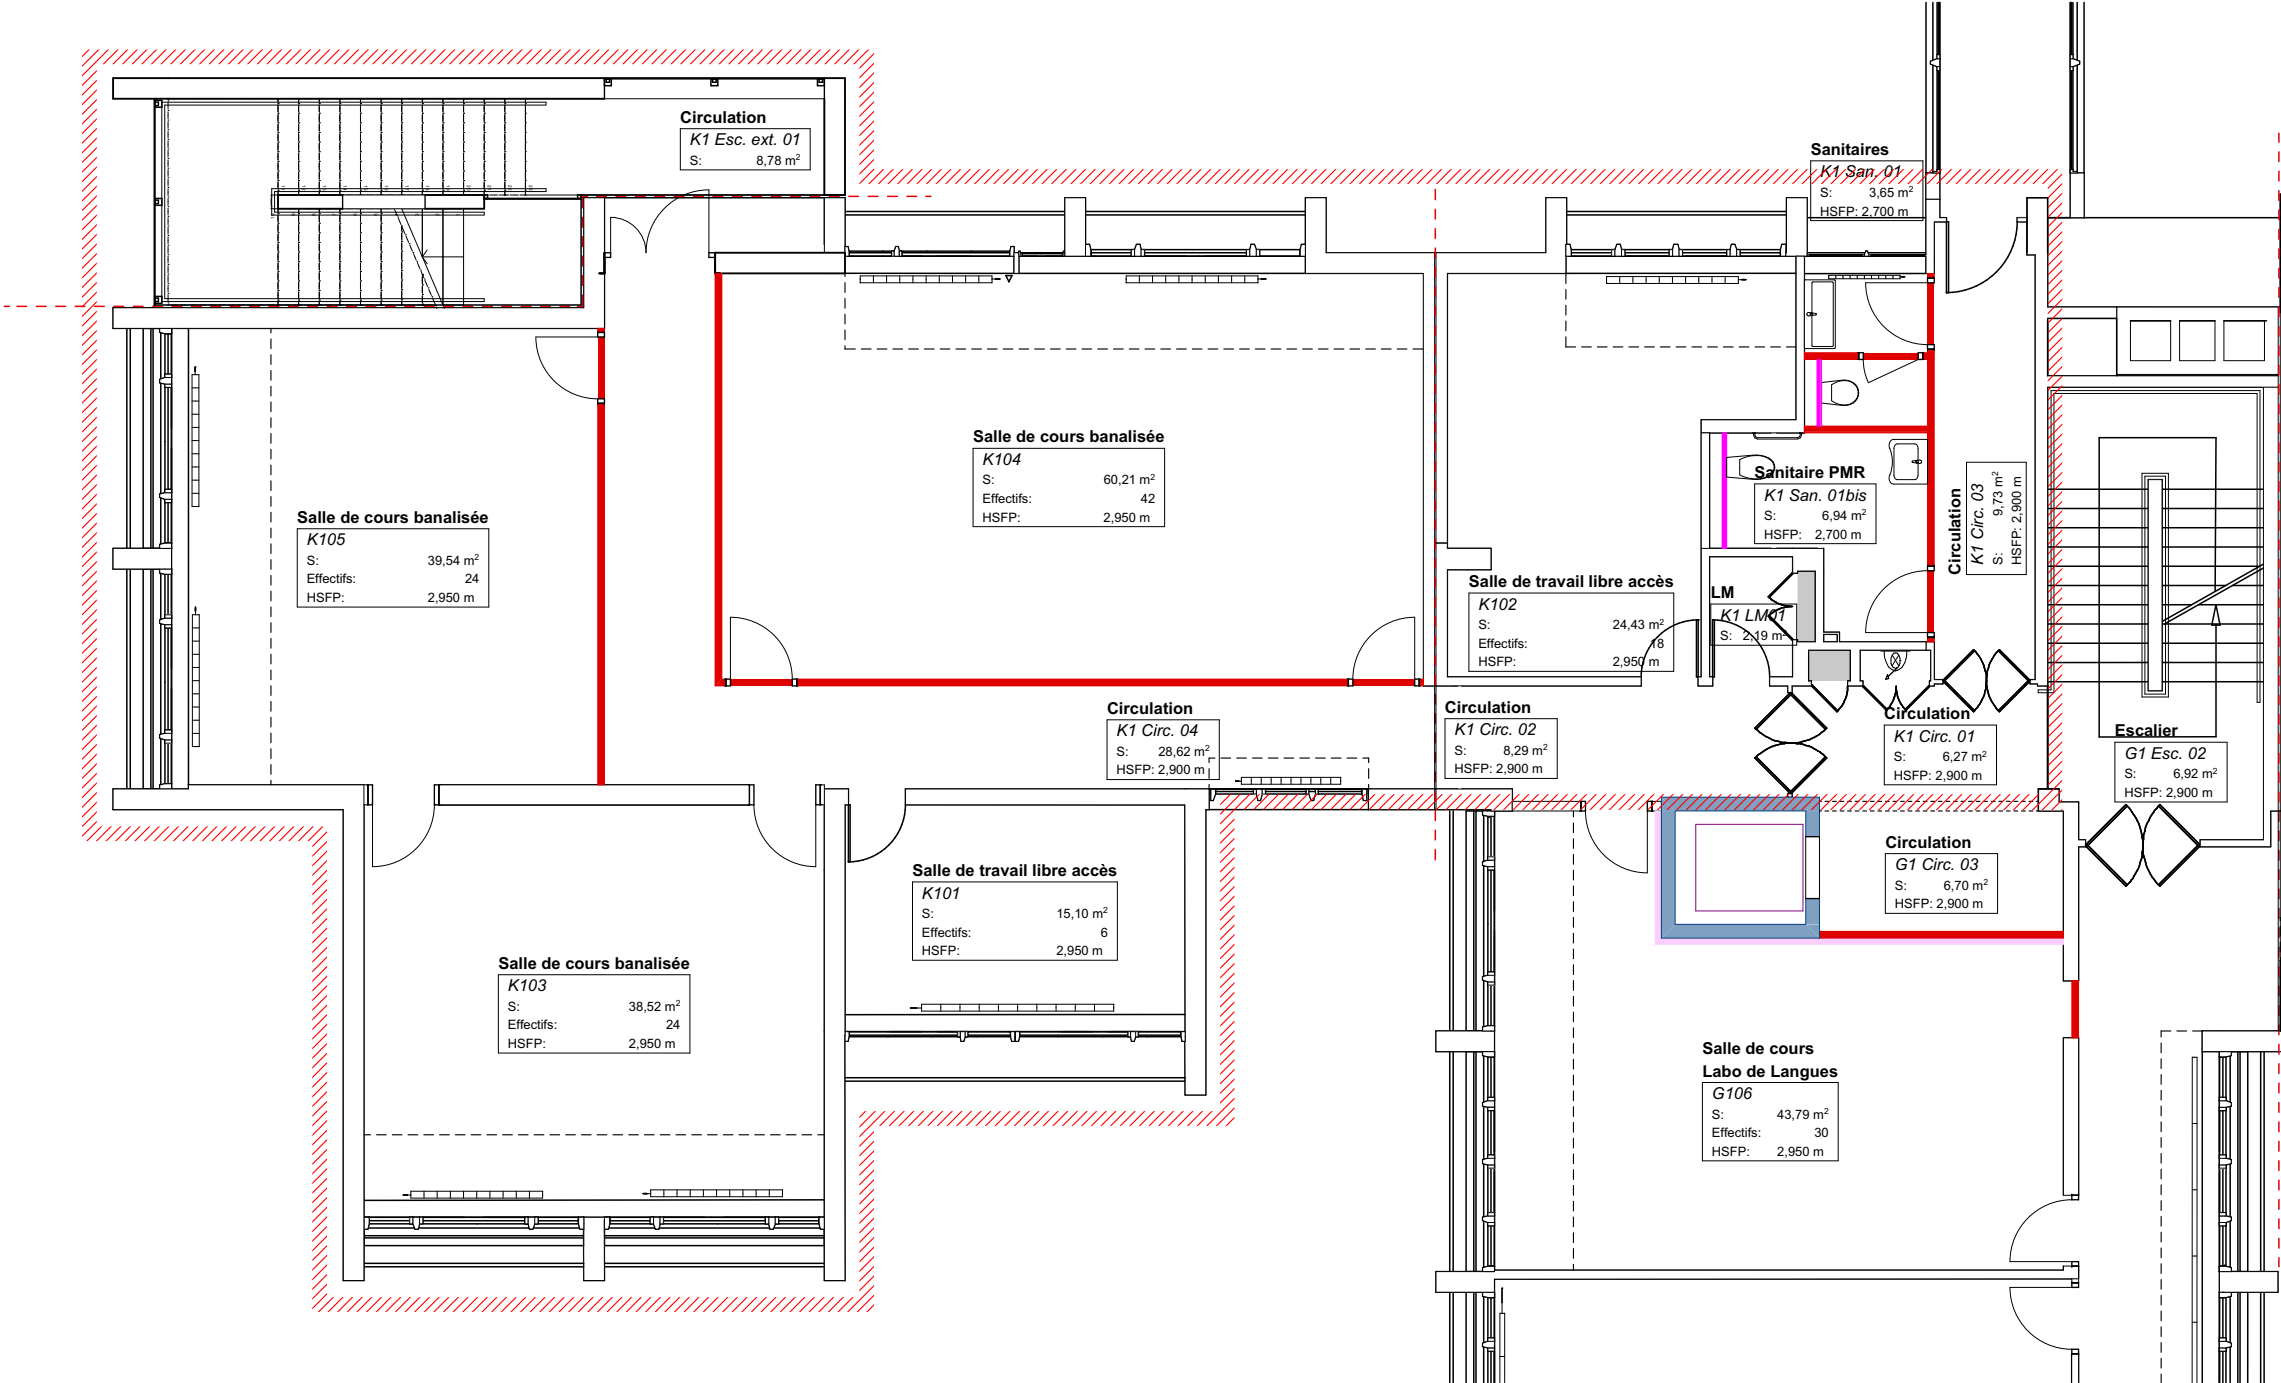 Circulation
K1 Esc. ext. 01
S: 8,78 m²
Sanitaires
K1 San. 01
S: 3,65 m²
HSFP: 2,700 m
Salle de cours banalisée
K104
S: 60,21 m²
Effectifs: 42
HSFP: 2,950 m
Salle de cours banalisée
K105
S: 39,54 m²
Effectifs: 24
HSFP: 2,950 m
Sanitaire PMR
K1 San. 01bis
S: 6,94 m²
HSFP: 2,700 m
Circulation
K1 Circ. 03
S: 9,73 m²
HSFP: 2,900 m
Salle de travail libre accès
K102
S: 24,43 m²
Effectifs: 18
HSFP: 2,950 m
LM
K1 LM01
S: 2,19 m²
Circulation
K1 Circ. 04
S: 28,62 m²
HSFP: 2,900 m
Circulation
K1 Circ. 02
S: 8,29 m²
HSFP: 2,900 m
Circulation
K1 Circ. 01
S: 6,27 m²
HSFP: 2,900 m
Escalier
G1 Esc. 02
S: 6,92 m²
HSFP: 2,900 m
Circulation
G1 Circ. 03
S: 6,70 m²
HSFP: 2,900 m
Salle de travail libre accès
K101
S: 15,10 m²
Effectifs: 6
HSFP: 2,950 m
Salle de cours banalisée
K103
S: 38,52 m²
Effectifs: 24
HSFP: 2,950 m
Salle de cours
Labo de Langues
G106
S: 43,79 m²
Effectifs: 30
HSFP: 2,950 m